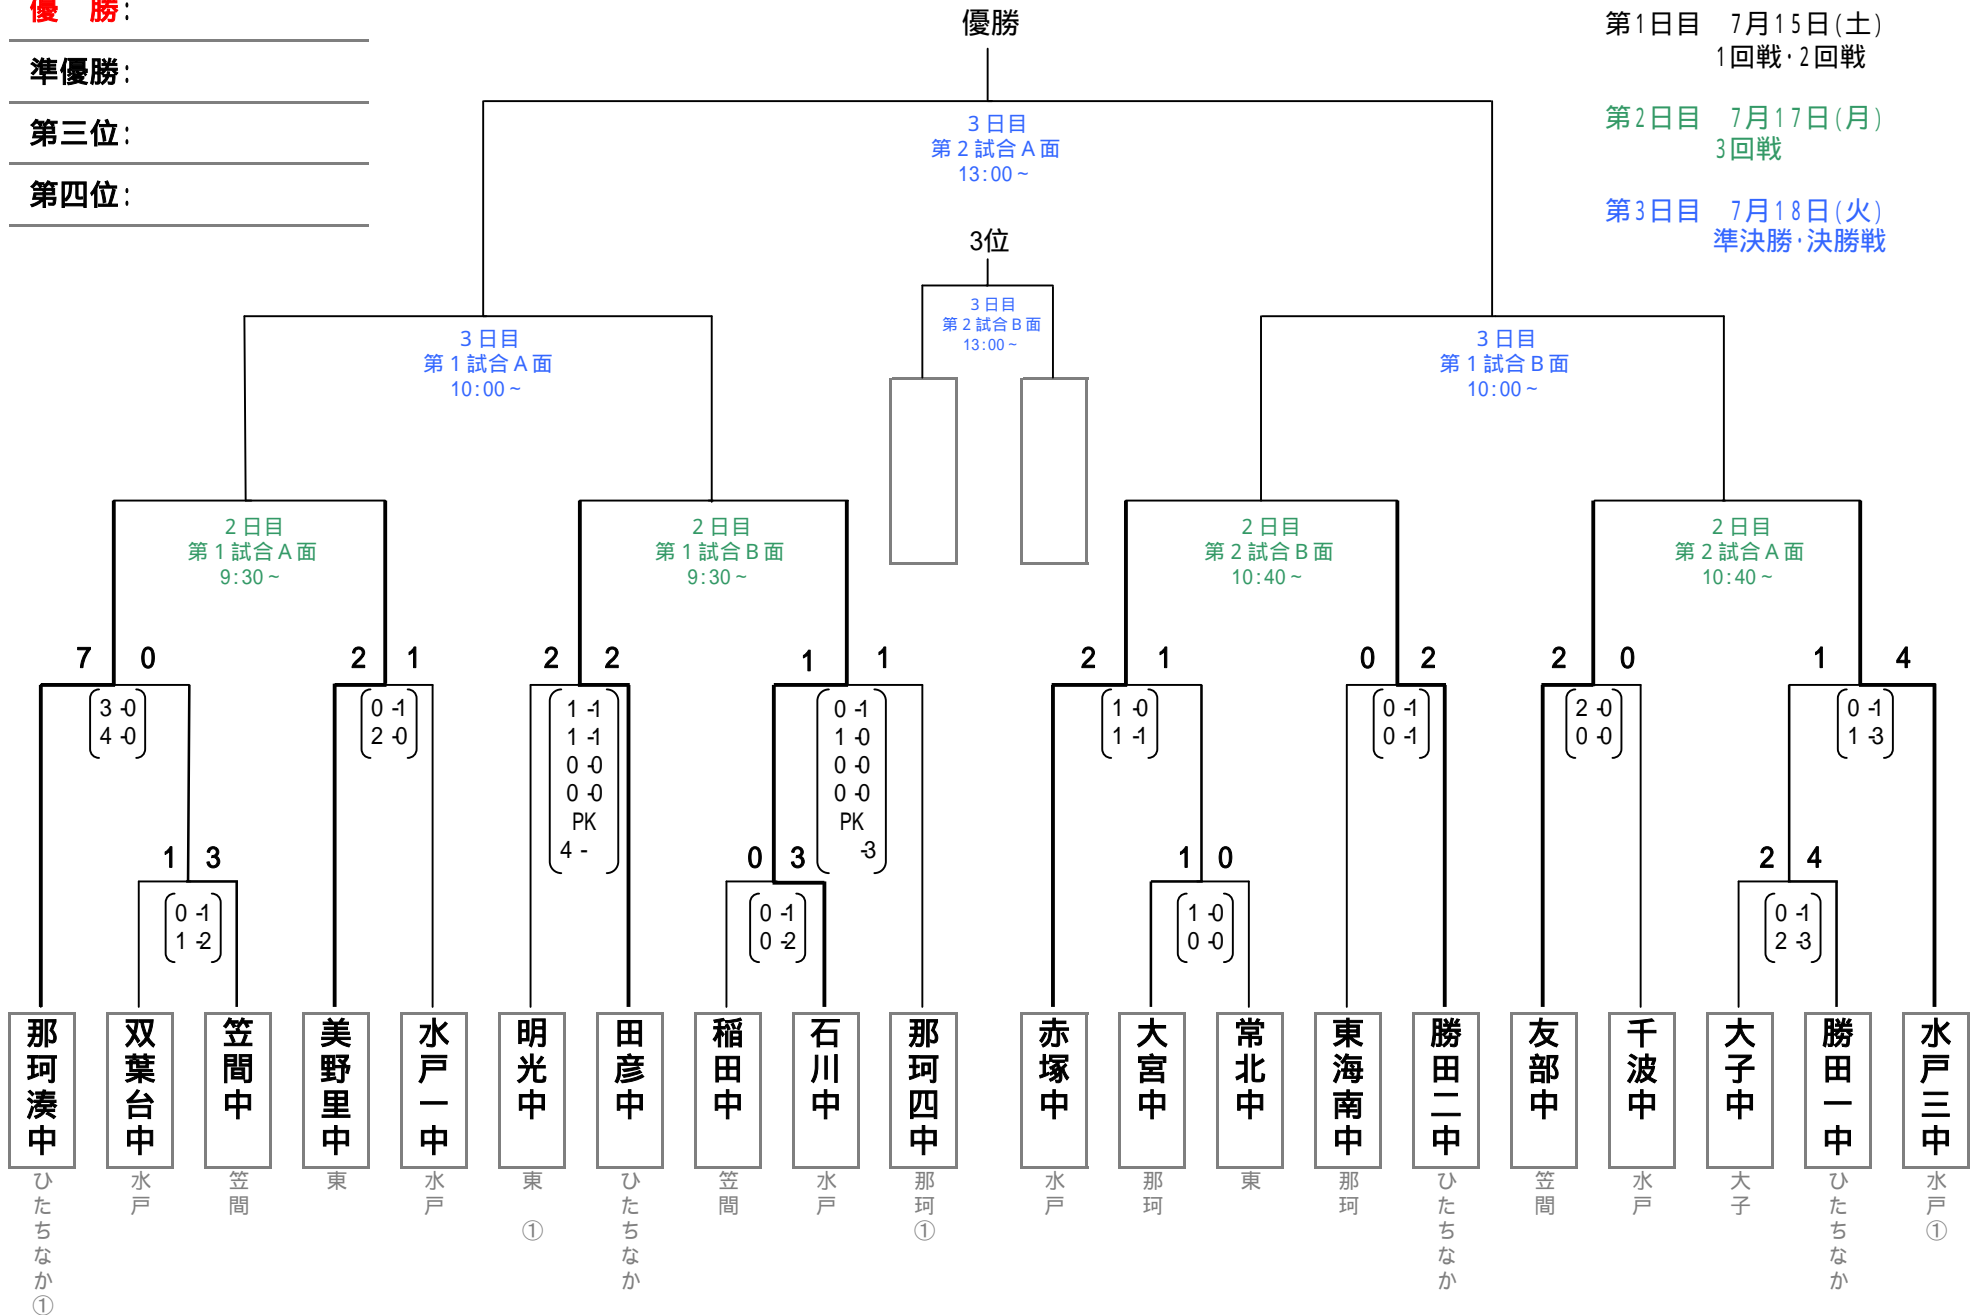 優　勝：
準優勝：
第三位：
第四位：
優勝
第1日目　7月15日(土)
1回戦・2回戦
第2日目　7月17日(月)
3回戦
第3日目　7月18日(火)
準決勝・決勝戦
3日目
第2試合A面
13:00～
3位
3日目
第2試合B面
13:00～
3日目
第1試合A面
10:00～
3日目
第1試合B面
10:00～
2日目
第1試合A面
9:30～
2日目
第1試合B面
9:30～
2日目
第2試合B面
10:40～
2日目
第2試合A面
10:40～
7 0
3-0
4-0
2 1
0-1
2-0
2 2
1-1
1-1
0-0
0-0
PK
4-
1 1
0-1
1-0
0-0
0-0
PK
-3
2 1
1-0
1-1
0 2
0-1
0-1
2 0
2-0
0-0
1 4
0-1
1-3
1 3
0-1
1-2
0 3
0-1
0-2
1 0
1-0
0-0
2 4
0-1
2-3
那珂湊中
双葉台中
笠間中
美野里中
水戸一中
明光中
田彦中
稲田中
石川中
那珂四中
赤塚中
大宮中
常北中
東海南中
勝田二中
友部中
千波中
大子中
勝田一中
水戸三中
ひたちなか①
水戸
笠間
東
水戸
東　①
ひたちなか
笠間
水戸
那珂①
水戸
那珂
東
那珂
ひたちなか
笠間
水戸
大子
ひたちなか
水戸①